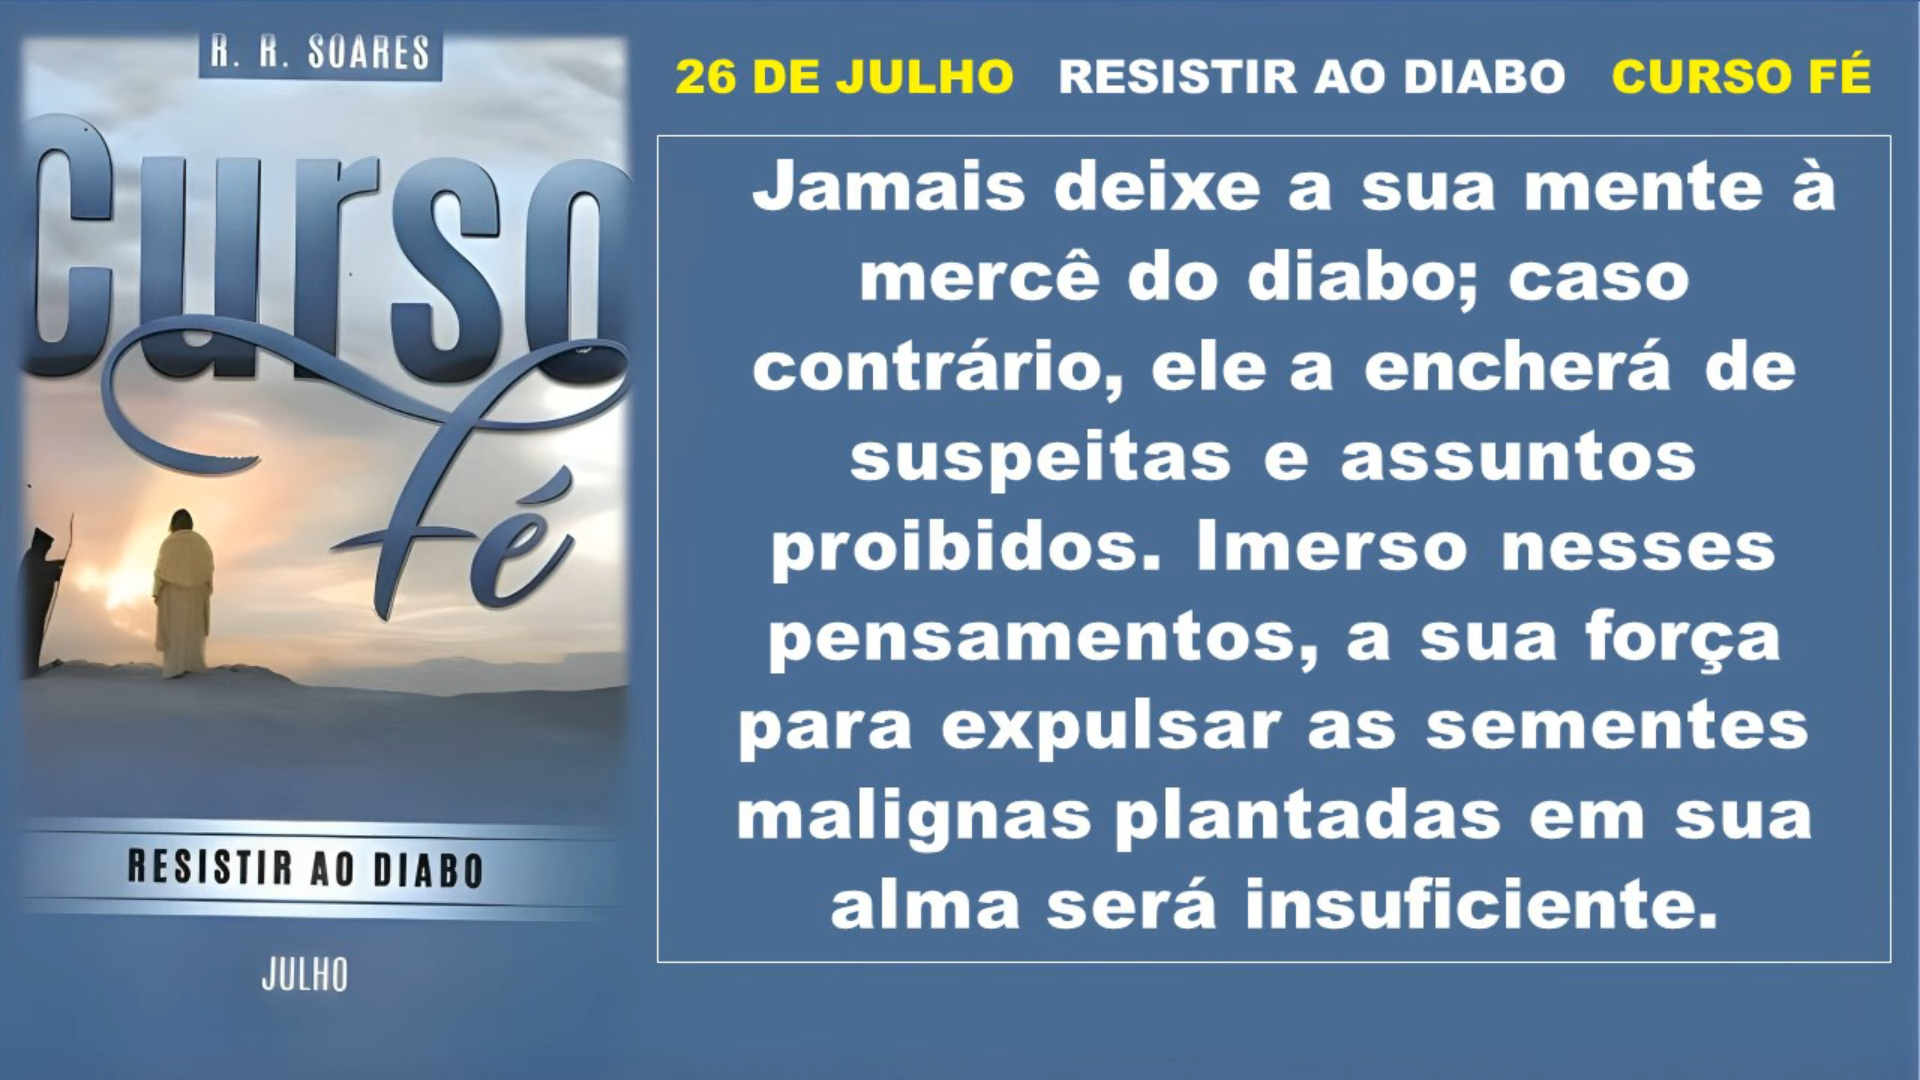 R. R. SOARES
Curso
Fé
RESISTIR AO DIABO
JULHO
26 DE JULHO RESISTIR AO DIABO CURSO FÉ
Jamais deixe a sua mente à
mercê do diabo; caso
contrário, ele a encherá de
suspeitas e assuntos
proibidos. Imerso nesses
pensamentos, a sua força
para expulsar as sementes
malignas plantadas em sua
alma será insuficiente.